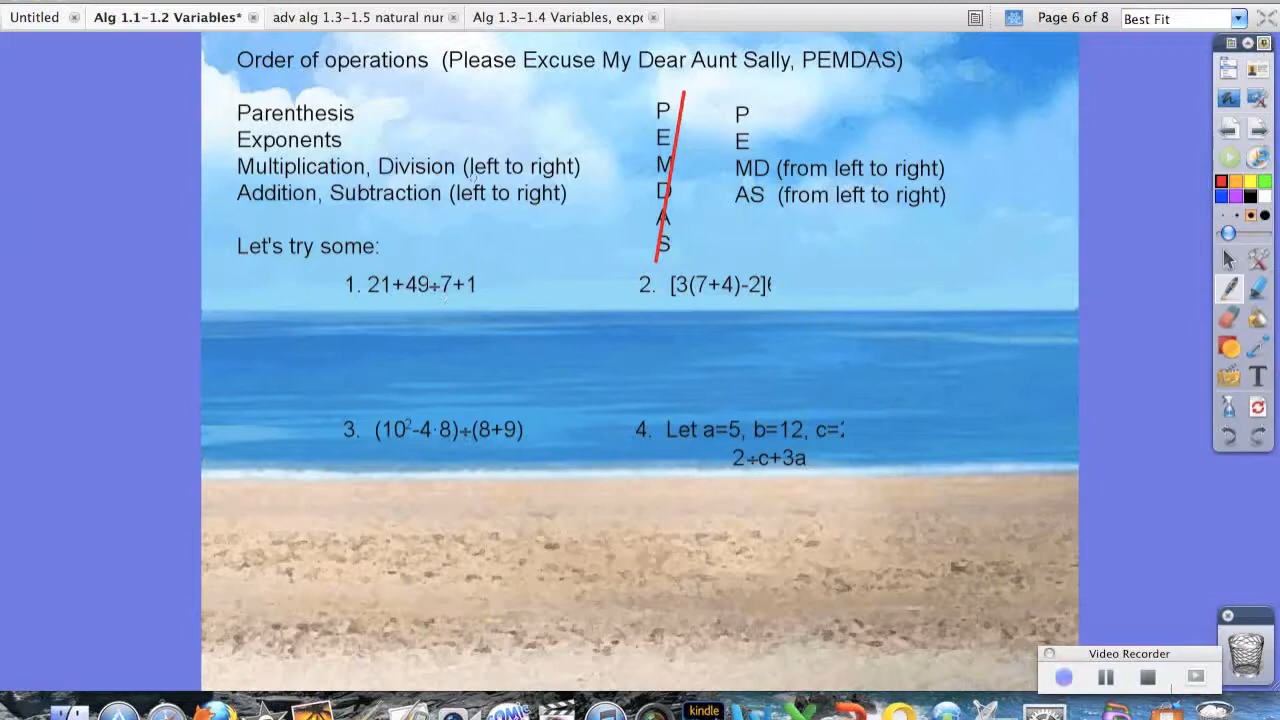 Untitled
Alg 1.1-1.2 Variables*
adv alg 1.3-1.5 natural nur
Alg 1.3-1.4 Variables, expo
Page 6 of 8
Best Fit
Order of operations (Please Excuse My Dear Aunt Sally, PEMDAS)
Parenthesis
Exponents
Multiplication, Division (left to right)
Addition, Subtraction (left to right)
P
E
M
D
A
S
P
E
MD (from left to right)
AS (from left to right)
Let's try some:
1. 21+49÷7+1
2. [3(7+4)-2]
3. (10²-4·8)÷(8+9)
4. Let a=5, b=12, c=
2÷c+3a
T
Video Recorder
COMIC
kindle